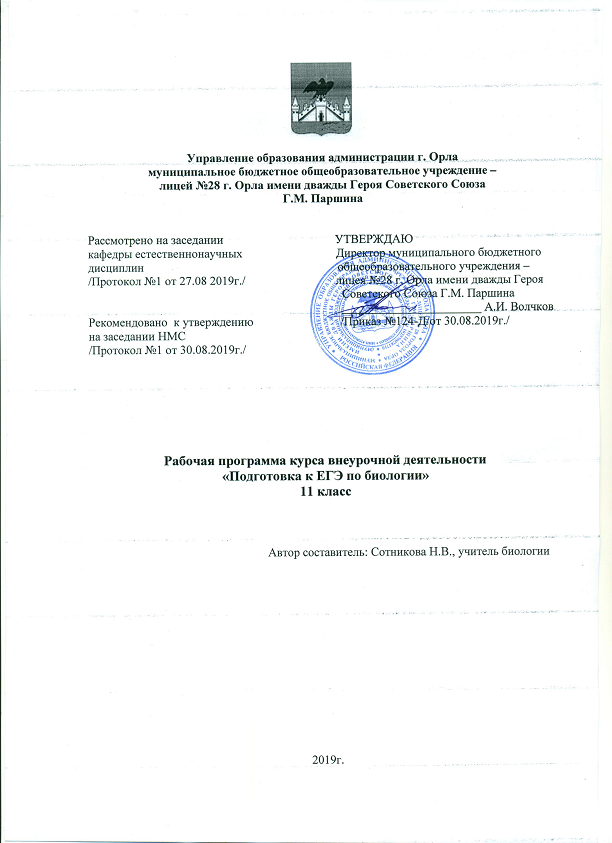 Управление образования администрации г. Орла
муниципальное бюджетное общеобразовательное учреждение –
лицей №28 г. Орла имени дважды Героя Советского Союза
Г.М. Паршина
Рассмотрено на заседании
кафедры естественнонаучных
дисциплин
/Протокол №1 от 27.08 2019г./
Рекомендовано к утверждению
на заседании НМС
/Протокол №1 от 30.08.2019г./
УТВЕРЖДАЮ
Директор муниципального бюджетного
общеобразовательного учреждения –
лицея №28 г. Орла имени дважды Героя
Советского Союза Г.М. Паршина
А.И. Волчков
/Приказ №124-Д от 30.08.2019г./
РОССИЙСКАЯ ФЕДЕРАЦИЯ
Рабочая программа курса внеурочной деятельности
«Подготовка к ЕГЭ по биологии»
11 класс
Автор составитель: Сотникова Н.В., учитель биологии
2019г.